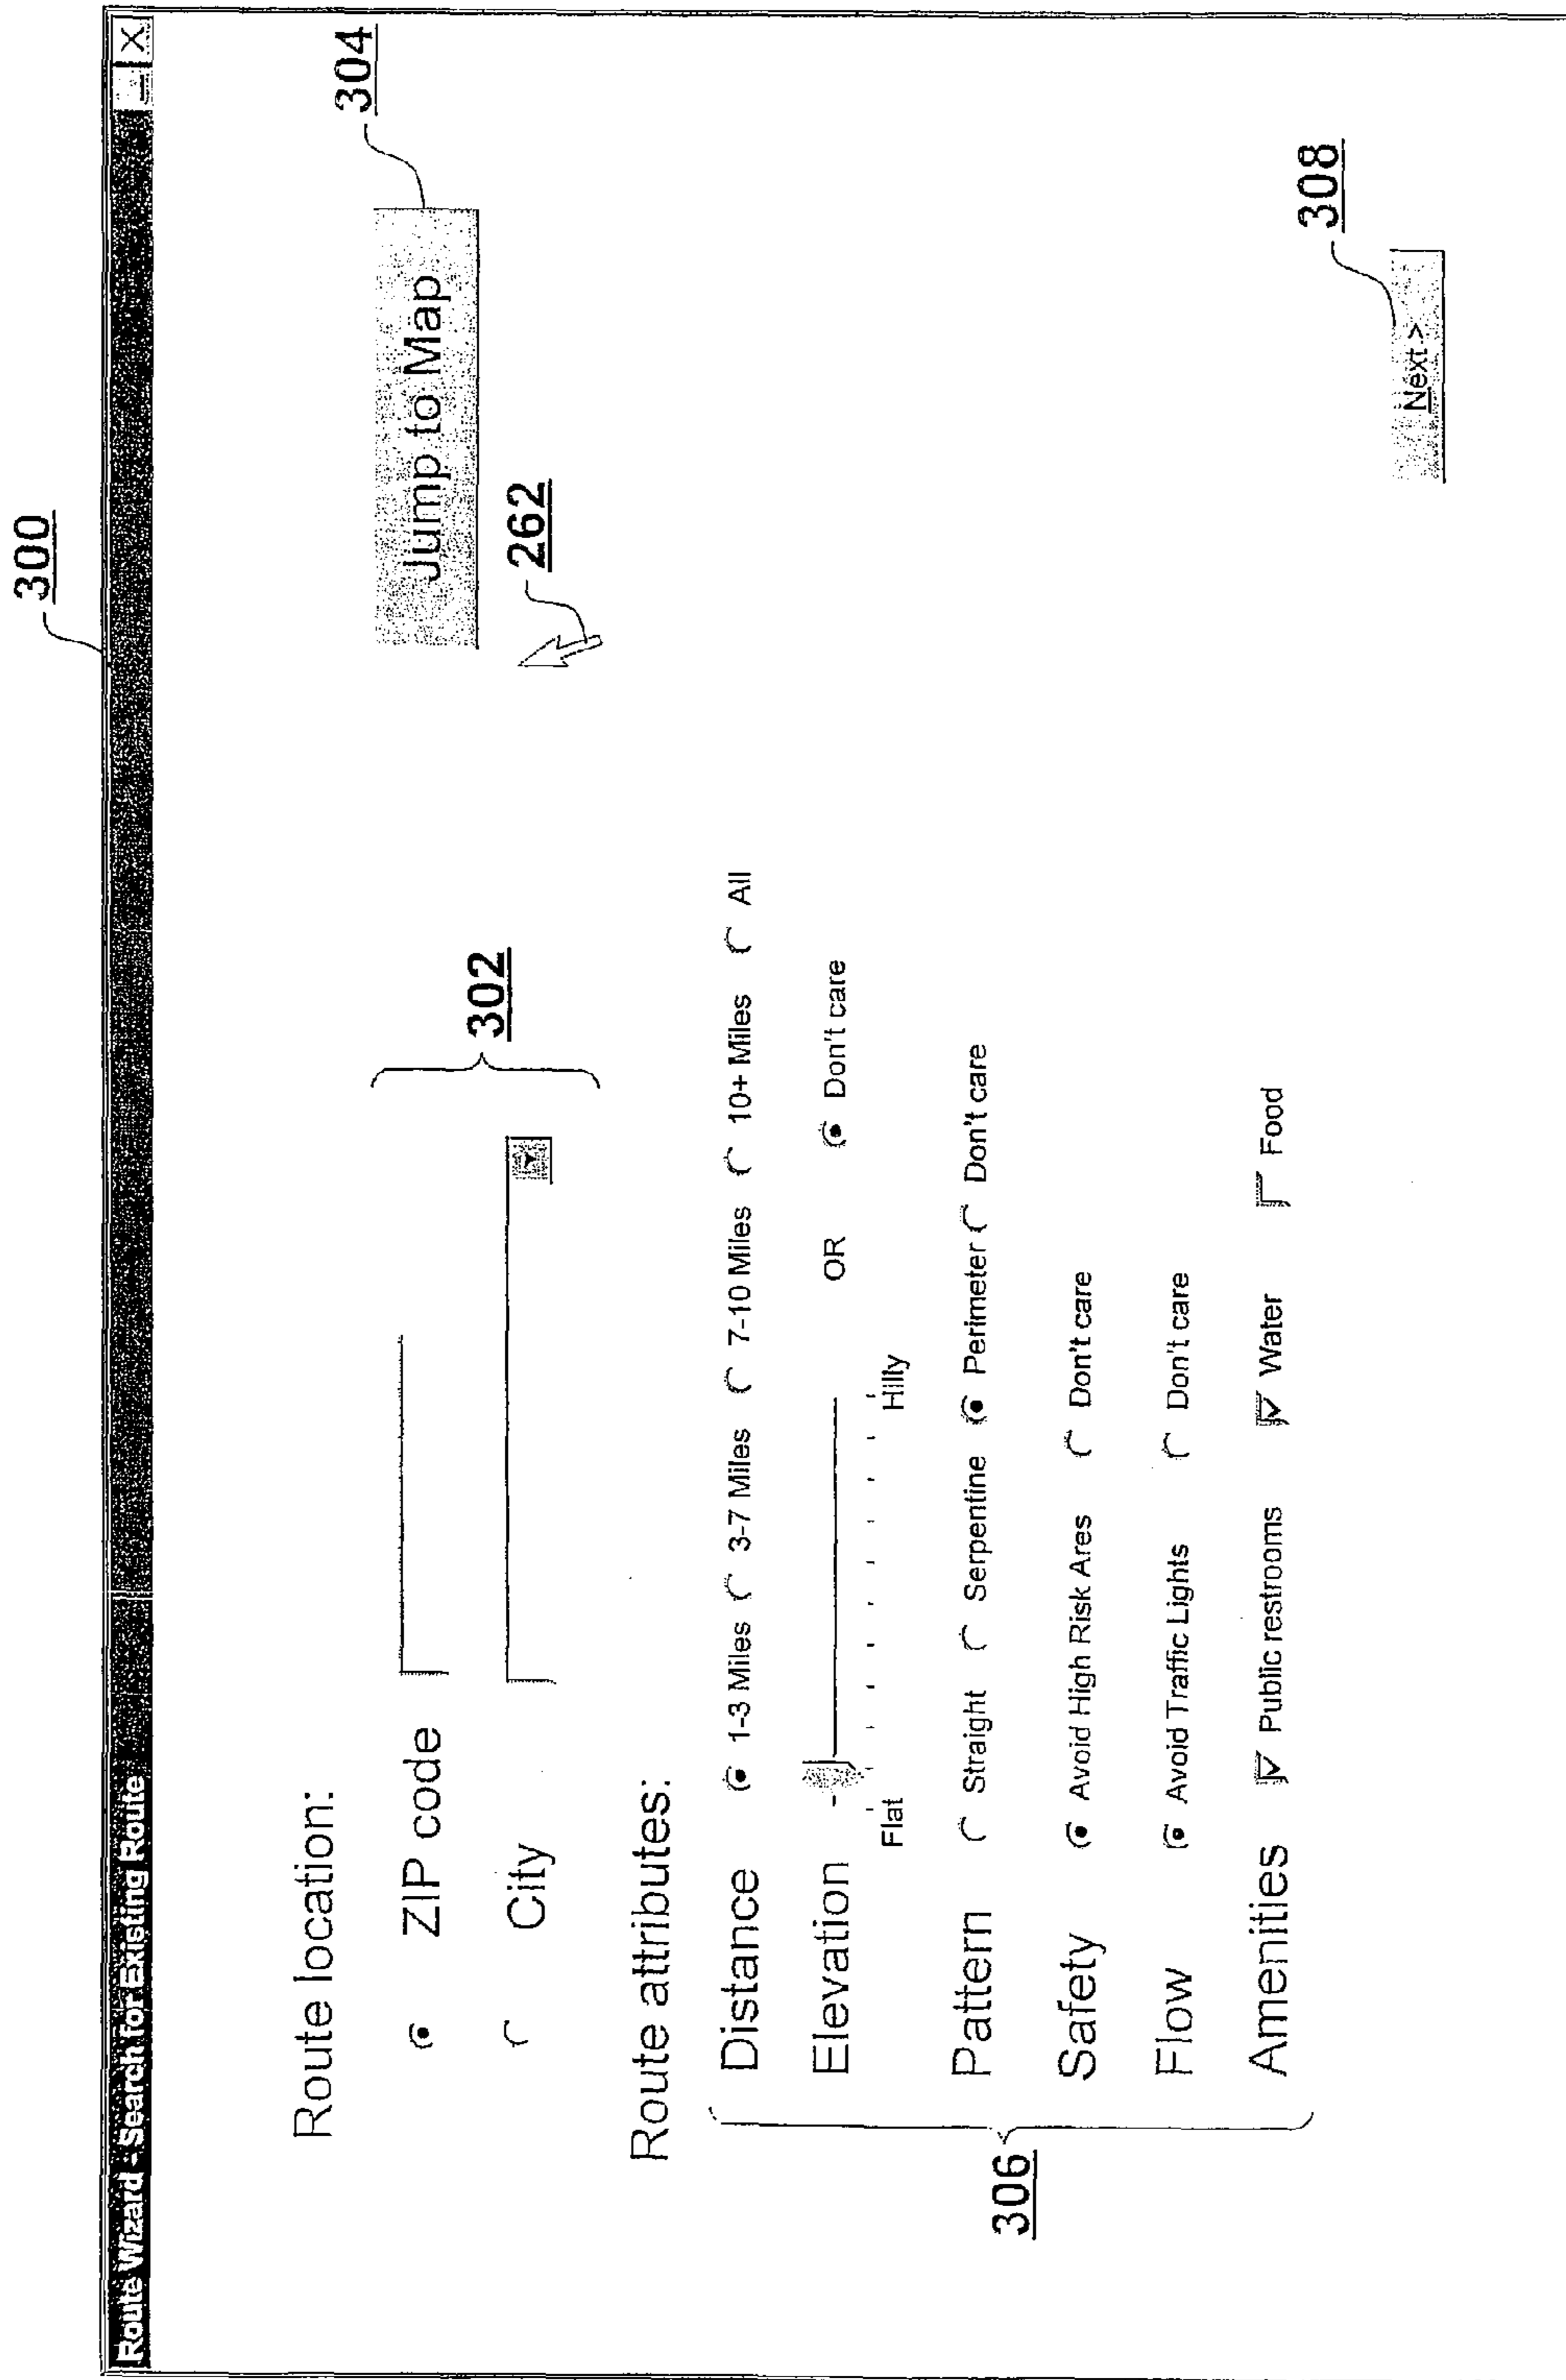 300
Route Wizard - Search for Existing Route
Route location:
ZIP code
City
302
Jump to Map
304
262
Route attributes:
306
Distance 1-3 Miles 3-7 Miles 7-10 Miles 10+ Miles All
Elevation OR Don't care
Flat Hilly
Pattern Straight Serpentine Perimeter Don't care
Safety Avoid High Risk Ares Don't care
Flow Avoid Traffic Lights Don't care
Amenities Public restrooms Water Food
308
Next >